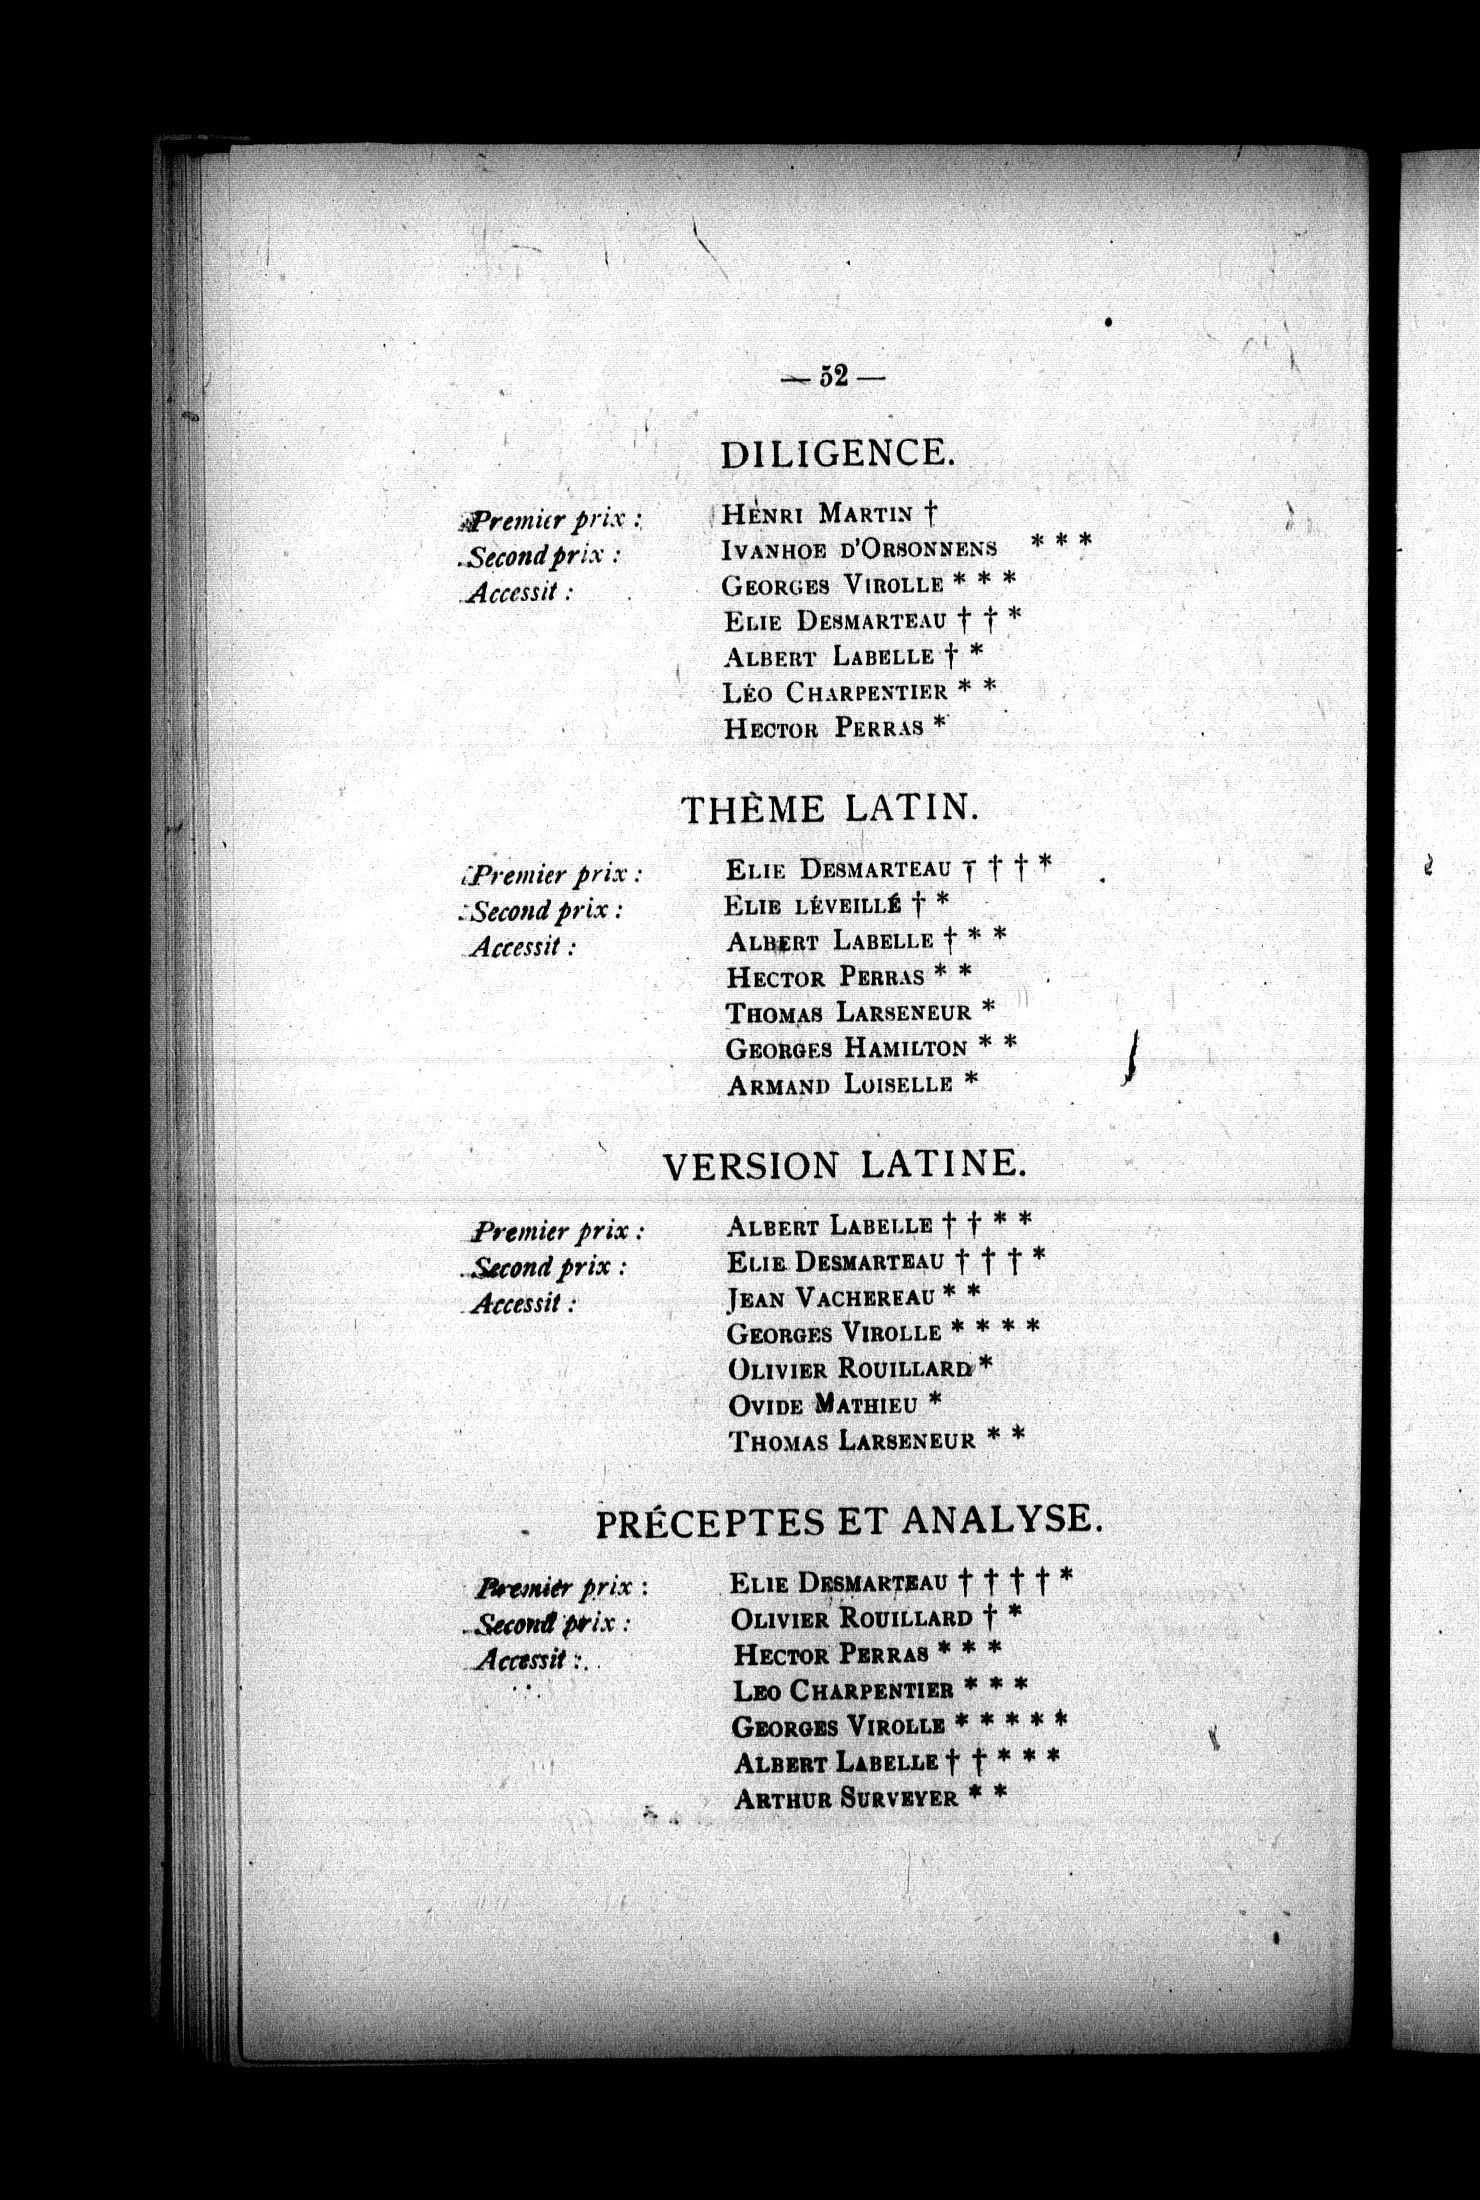 — 52 —
DILIGENCE.
Premier prix : HENRI MARTIN †
Second prix : IVANHOE D'ORSONNENS * * *
Accessit : GEORGES VIROLLE * * *
ELIE DESMARTEAU † † *
ALBERT LABELLE † *
LÉO CHARPENTIER * *
HECTOR PERRAS *
THÈME LATIN.
Premier prix : ELIE DESMARTEAU † † † *
Second prix : ELIE LÉVEILLÉ † *
Accessit : ALBERT LABELLE † * *
HECTOR PERRAS * *
THOMAS LARSENEUR *
GEORGES HAMILTON * *
ARMAND LOISELLE *
VERSION LATINE.
Premier prix : ALBERT LABELLE † † * *
Second prix : ELIE DESMARTEAU † † † *
Accessit : JEAN VACHEREAU * *
GEORGES VIROLLE * * * *
OLIVIER ROUILLARD *
OVIDE MATHIEU *
THOMAS LARSENEUR * *
PRÉCEPTES ET ANALYSE.
Premier prix : ELIE DESMARTEAU † † † † *
Second prix : OLIVIER ROUILLARD † *
Accessit : HECTOR PERRAS * * *
LEO CHARPENTIER * * *
GEORGES VIROLLE * * * * *
ALBERT LABELLE † † * * *
ARTHUR SURVEYER * *